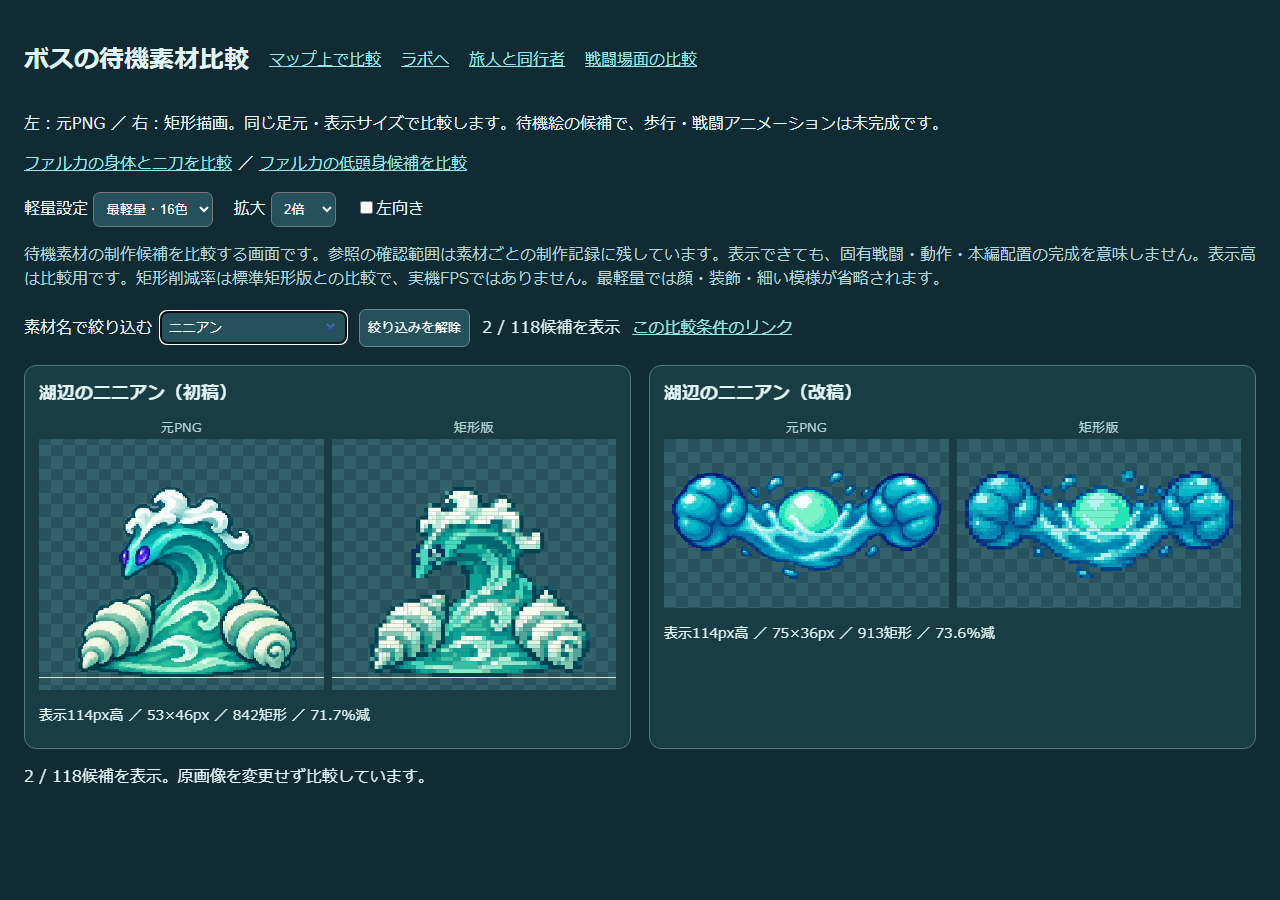 ボスの待機素材比較 マップ上で比較 ラボへ 旅人と同行者 戦闘場面の比較
左：元PNG ／ 右：矩形描画。同じ足元・表示サイズで比較します。待機絵の候補で、歩行・戦闘アニメーションは未完成です。
ファルカの身体と二刀を比較 ／ ファルカの低頭身候補を比較
軽量設定 最軽量・16色 拡大 2倍 左向き
待機素材の制作候補を比較する画面です。参照の確認範囲は素材ごとの制作記録に残しています。表示できても、固有戦闘・動作・本編配置の完成を意味しません。表示高
は比較用です。矩形削減率は標準矩形版との比較で、実機FPSではありません。最軽量では顔・装飾・細い模様が省略されます。
素材名で絞り込む ニニアン 絞り込みを解除 2 / 118候補を表示 この比較条件のリンク
湖辺のニニアン（初稿）
元PNG 矩形版
表示114px高 ／ 53×46px ／ 842矩形 ／ 71.7%減
湖辺のニニアン（改稿）
元PNG 矩形版
表示114px高 ／ 75×36px ／ 913矩形 ／ 73.6%減
2 / 118候補を表示。原画像を変更せず比較しています。